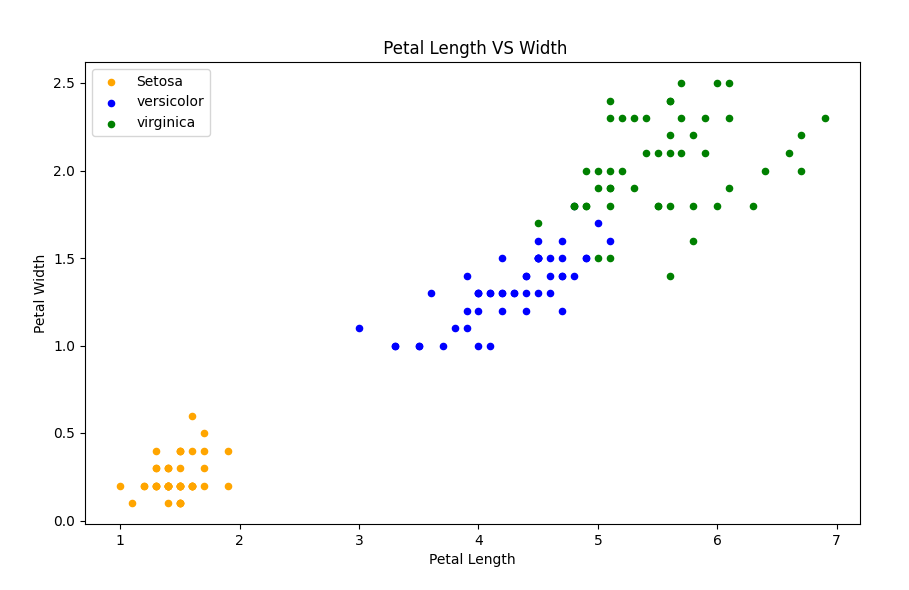 Petal Length VS Width
Setosa
versicolor
virginica
2.5
2.0
1.5
1.0
0.5
0.0
Petal Width
1 2 3 4 5 6 7
Petal Length